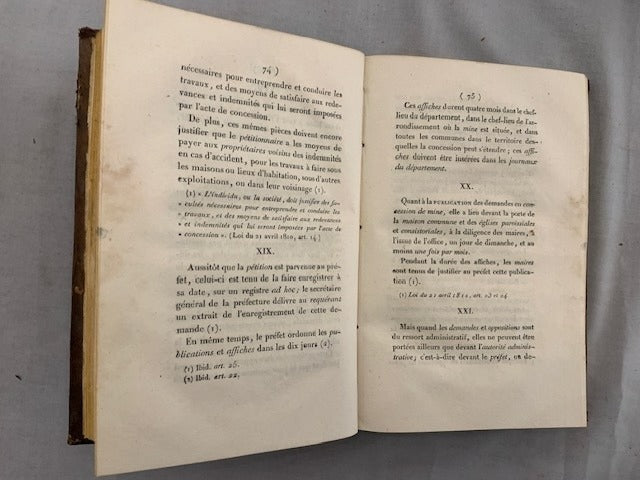 ( 74 )
nécessaires pour entreprendre et conduire les
travaux, et des moyens de satisfaire aux rede-
vances et indemnités qui lui seront imposées
par l'acte de concession.
De plus, ces mêmes pièces doivent encore
justifier que le pétitionnaire a les moyens de
payer aux propriétaires voisins des indemnités
en cas d'accident, pour les travaux à faire sous
les maisons ou lieux d'habitation, sous d'autres
exploitations, ou dans leur voisinage (1).
(1) « L'individu, ou la société, doit justifier des fa-
« cultés nécessaires pour entreprendre et conduire les
« travaux, et des moyens de satisfaire aux redevances
« et indemnités qui lui seront imposées par l'acte de
« concession ». (Loi du 21 avril 1810, art. 14)
XIX.
Aussitôt que la pétition est parvenue au pré-
fet, celui-ci est tenu de la faire enregistrer à
sa date, sur un registre ad hoc; le secrétaire
général de la préfecture délivre au requérant
un extrait de l'enregistrement de cette de-
mande (1).
En même temps, le préfet ordonne les pu-
blications et affiches dans les dix jours (2).
(1) Ibid. art. 25.
(2) Ibid. art. 22.
( 75 )
Ces affiches durent quatre mois dans le chef-
lieu du département, dans le chef-lieu de l'ar-
rondissement où la mine est située, et dans
toutes les communes dans le territoire des-
quelles la concession peut s'étendre; ces affi-
ches doivent être insérées dans les journaux
du département.
XX.
Quant à la PUBLICATION des demandes en con-
cession de mine, elle a lieu devant la porte de
la maison commune et des églises paroissiales
et consistoriales, à la diligence des maires, à
l'issue de l'office, un jour de dimanche, et au
moins une fois par mois.
Pendant la durée des affiches, les maires
sont tenus de justifier au préfet cette publica-
tion (1).
(1) Loi du 21 avril 1810, art. 23 et 24
XXI.
Mais quand les demandes et oppositions sont
du ressort administratif, elles ne peuvent être
portées ailleurs que devant l'autorité adminis-
trative; c'est-à-dire devant le préfet, ou de-